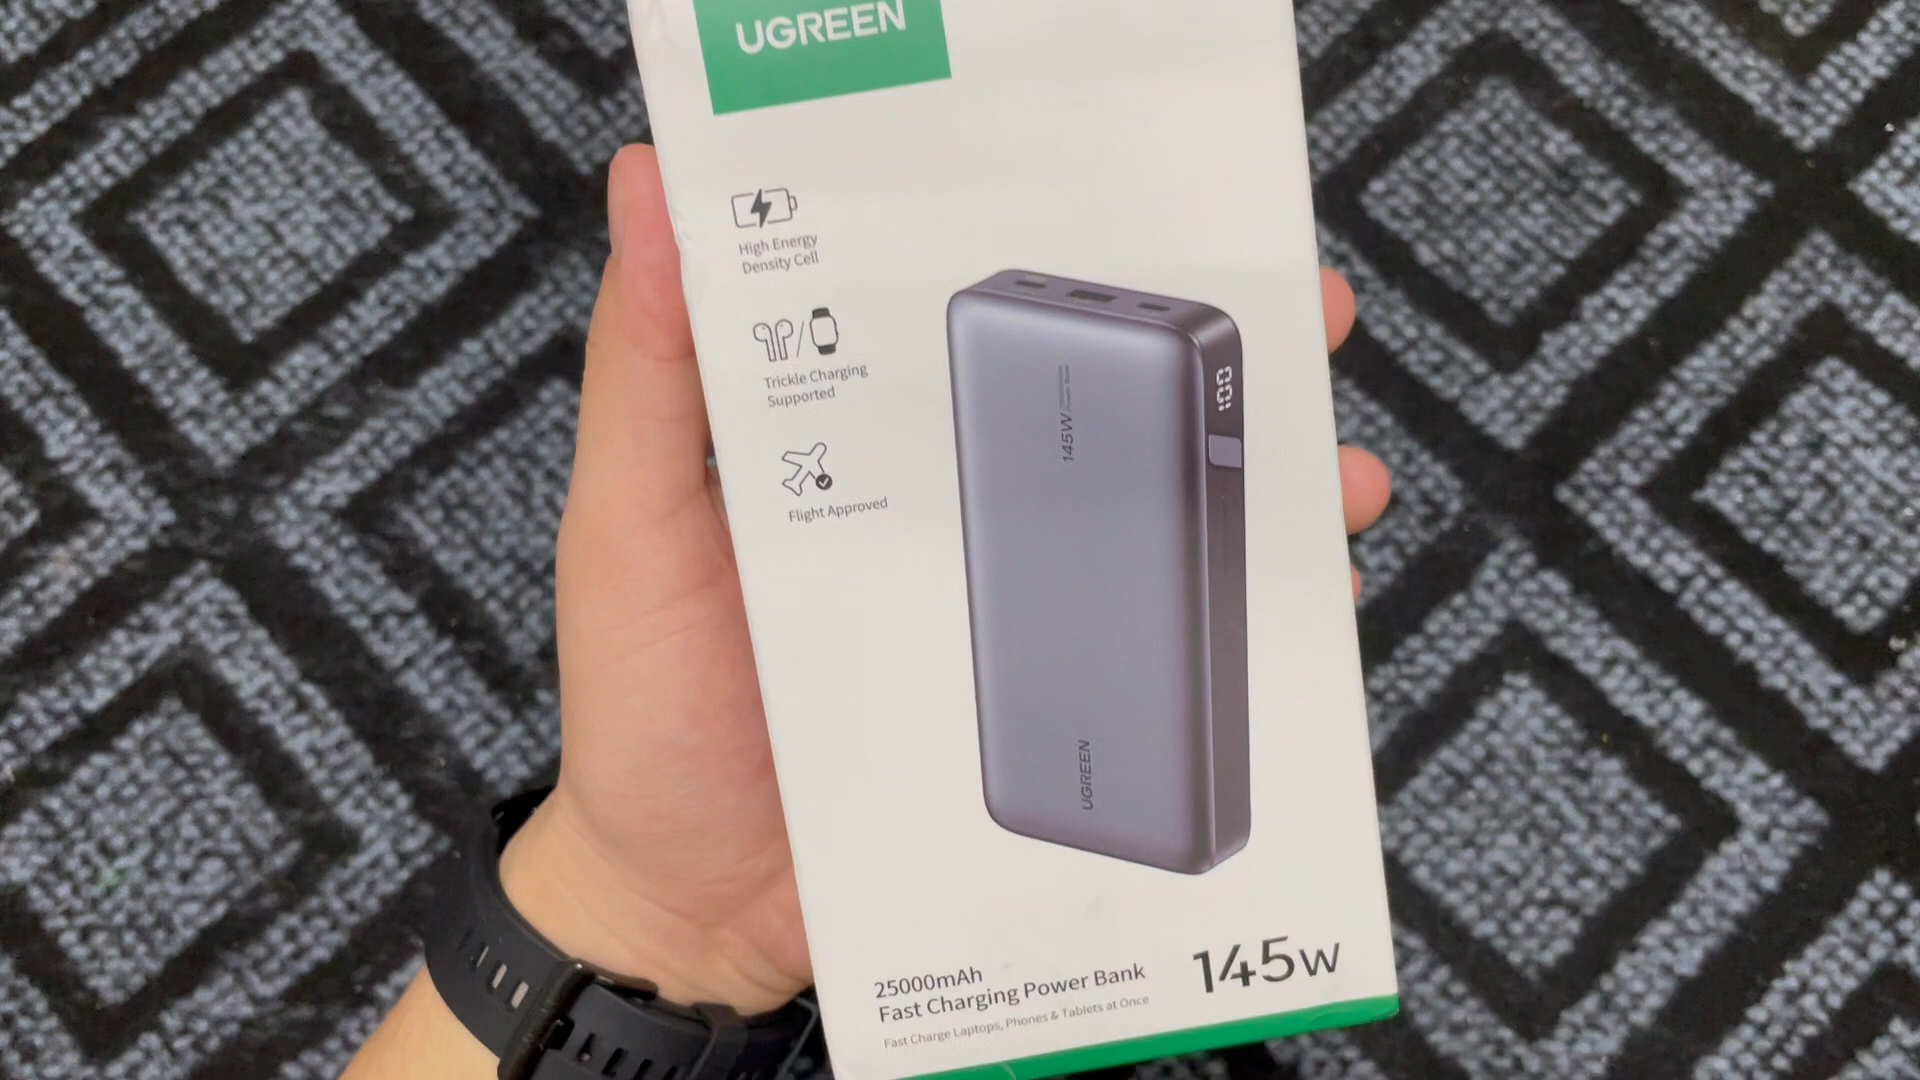 UGREEN
High Energy
Density Cell
Trickle Charging
Supported
Flight Approved
100
145W
UGREEN
25000mAh
Fast Charging Power Bank
145W
Fast Charge Laptops, Phones & Tablets at Once